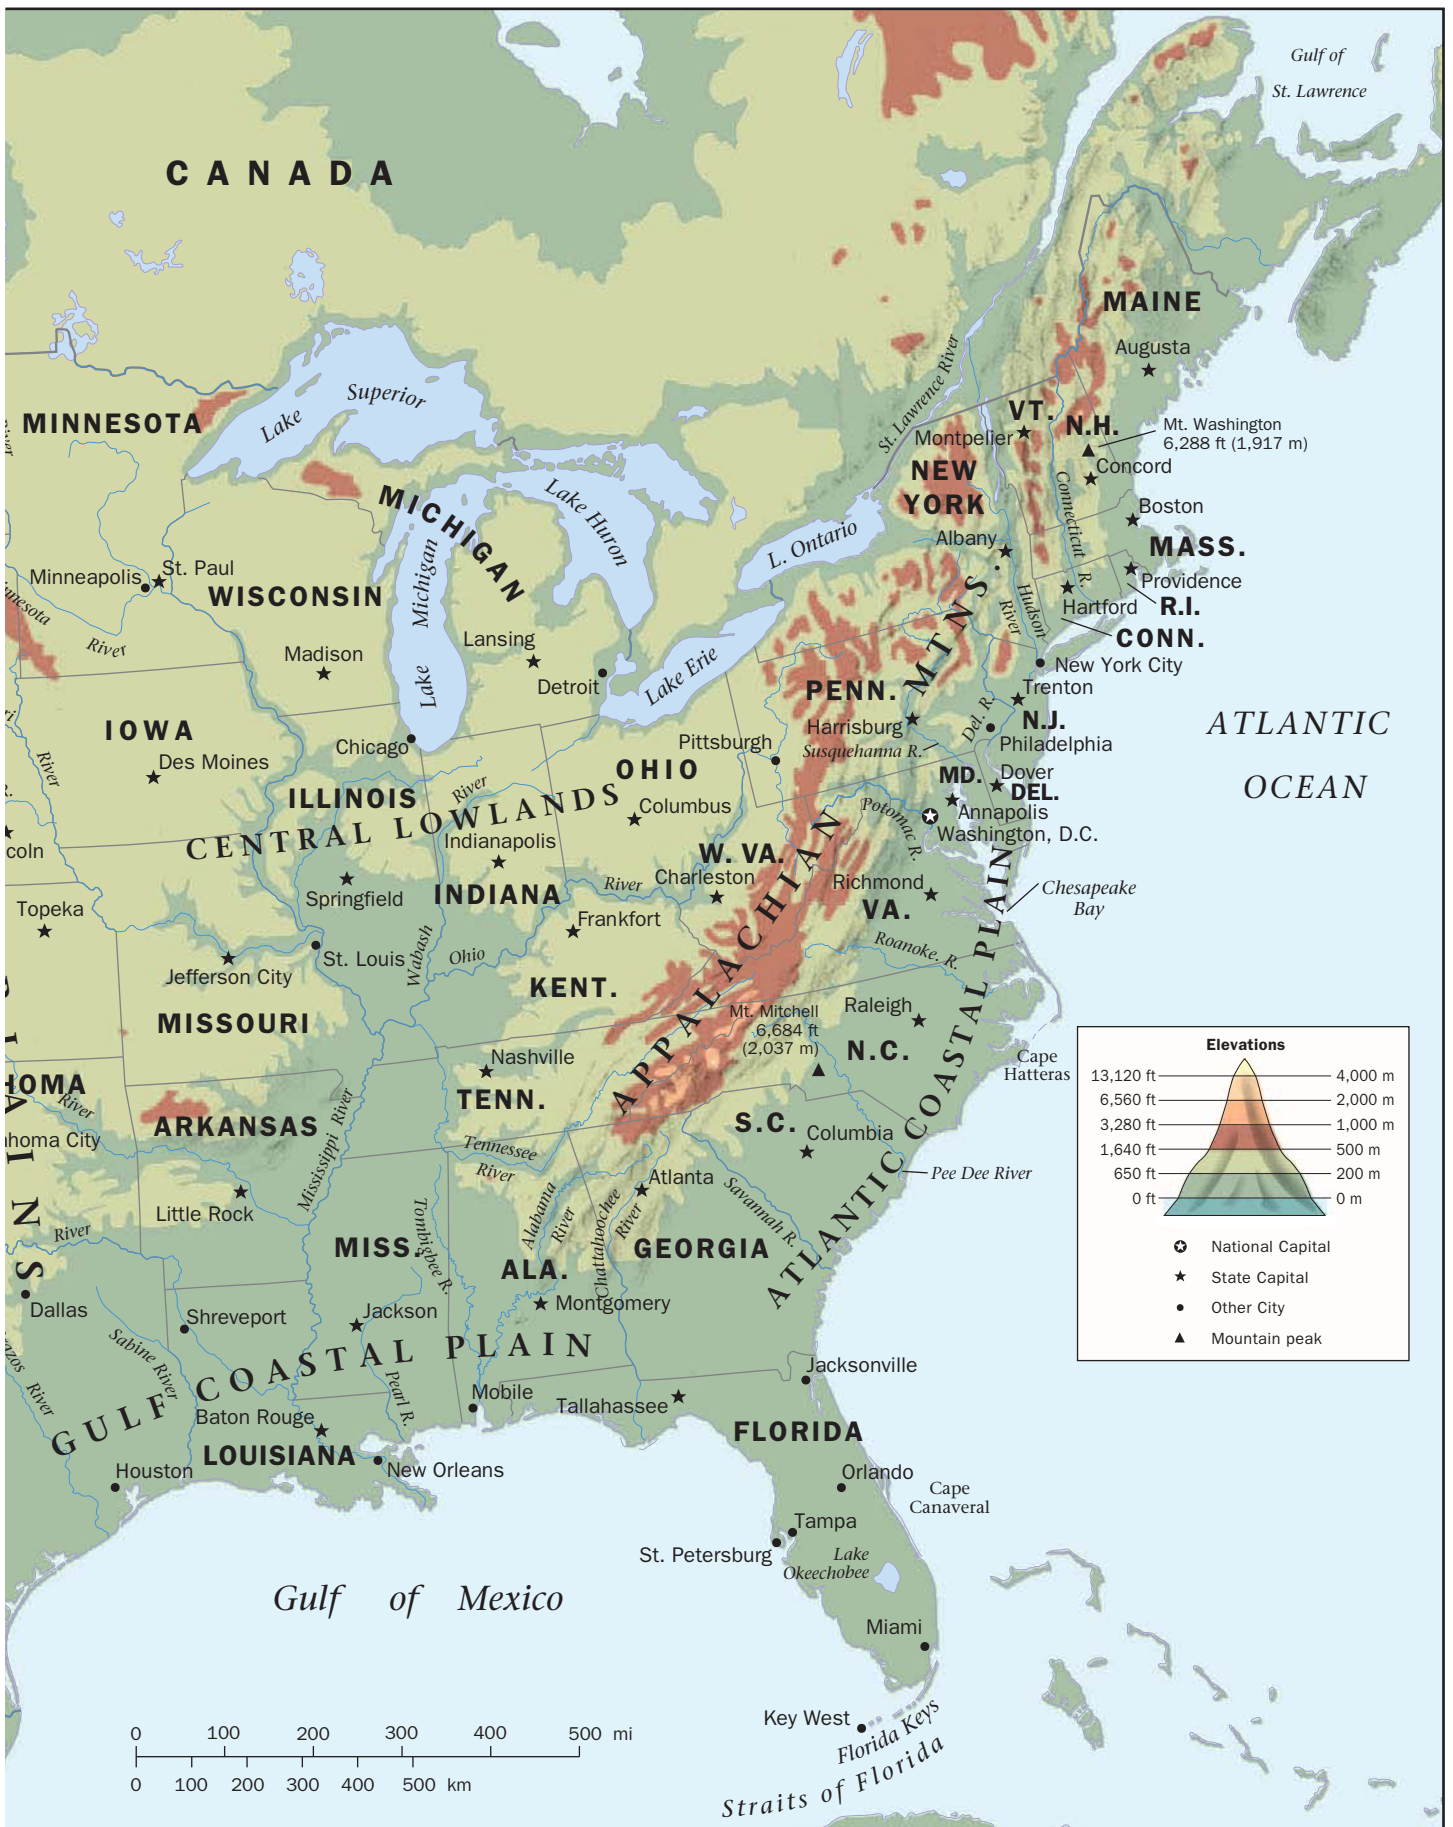 Gulf of
St. Lawrence
CANADA
MAINE
Augusta
St. Lawrence River
Lake Superior
MINNESOTA
River
VT.
Montpelier
N.H.
Mt. Washington
6,288 ft (1,917 m)
Concord
NEW
YORK
MICHIGAN
Lake Huron
Connecticut R.
Boston
L. Ontario
Albany
MASS.
Minneapolis
St. Paul
WISCONSIN
Lake Michigan
Providence
R.I.
Hartford
Hudson
River
nnesota
River
CONN.
Madison
Lansing
Detroit
Lake Erie
New York City
PENN.
Trenton
IOWA
Harrisburg
Del. R.
N.J.
ATLANTIC
OCEAN
Chicago
Pittsburgh
Susquehanna R.
Philadelphia
Des Moines
ri
River
OHIO
MD.
Dover
DEL.
ILLINOIS
River
Columbus
Annapolis
R.
CENTRAL LOWLANDS
Potomac R.
Washington, D.C.
coln
Indianapolis
W. VA.
Charleston
Richmond
VA.
Chesapeake
Bay
Springfield
INDIANA
River
Topeka
Frankfort
St. Louis
Wabash
Ohio
Roanoke. R.
Jefferson City
KENT.
APPALACHIAN MTNS
MISSOURI
Mt. Mitchell
6,684 ft
(2,037 m)
Raleigh
N.C.
Cape
Hatteras
Nashville
HOMA
River
TENN.
ARKANSAS
S.C.
Columbia
homa City
Mississippi River
Tennessee
River
Pee Dee River
Atlanta
Savannah R.
Little Rock
Tombigbee R.
Alabama
River
Chattahoochee
River
ATLANTIC COASTAL PLAIN
River
MISS.
ALA.
GEORGIA
AINS
Dallas
Shreveport
Jackson
Montgomery
Sabine River
azos River
Pearl R.
GULF COASTAL PLAIN
Jacksonville
Mobile
Tallahassee
Baton Rouge
LOUISIANA
FLORIDA
Houston
New Orleans
Orlando
Cape
Canaveral
Tampa
St. Petersburg
Lake
Okeechobee
Gulf of Mexico
Miami
Key West
Florida Keys
Straits of Florida
0 100 200 300 400 500 mi
0 100 200 300 400 500 km
Elevations
13,120 ft 4,000 m
6,560 ft 2,000 m
3,280 ft 1,000 m
1,640 ft 500 m
650 ft 200 m
0 ft 0 m
National Capital
State Capital
Other City
Mountain peak